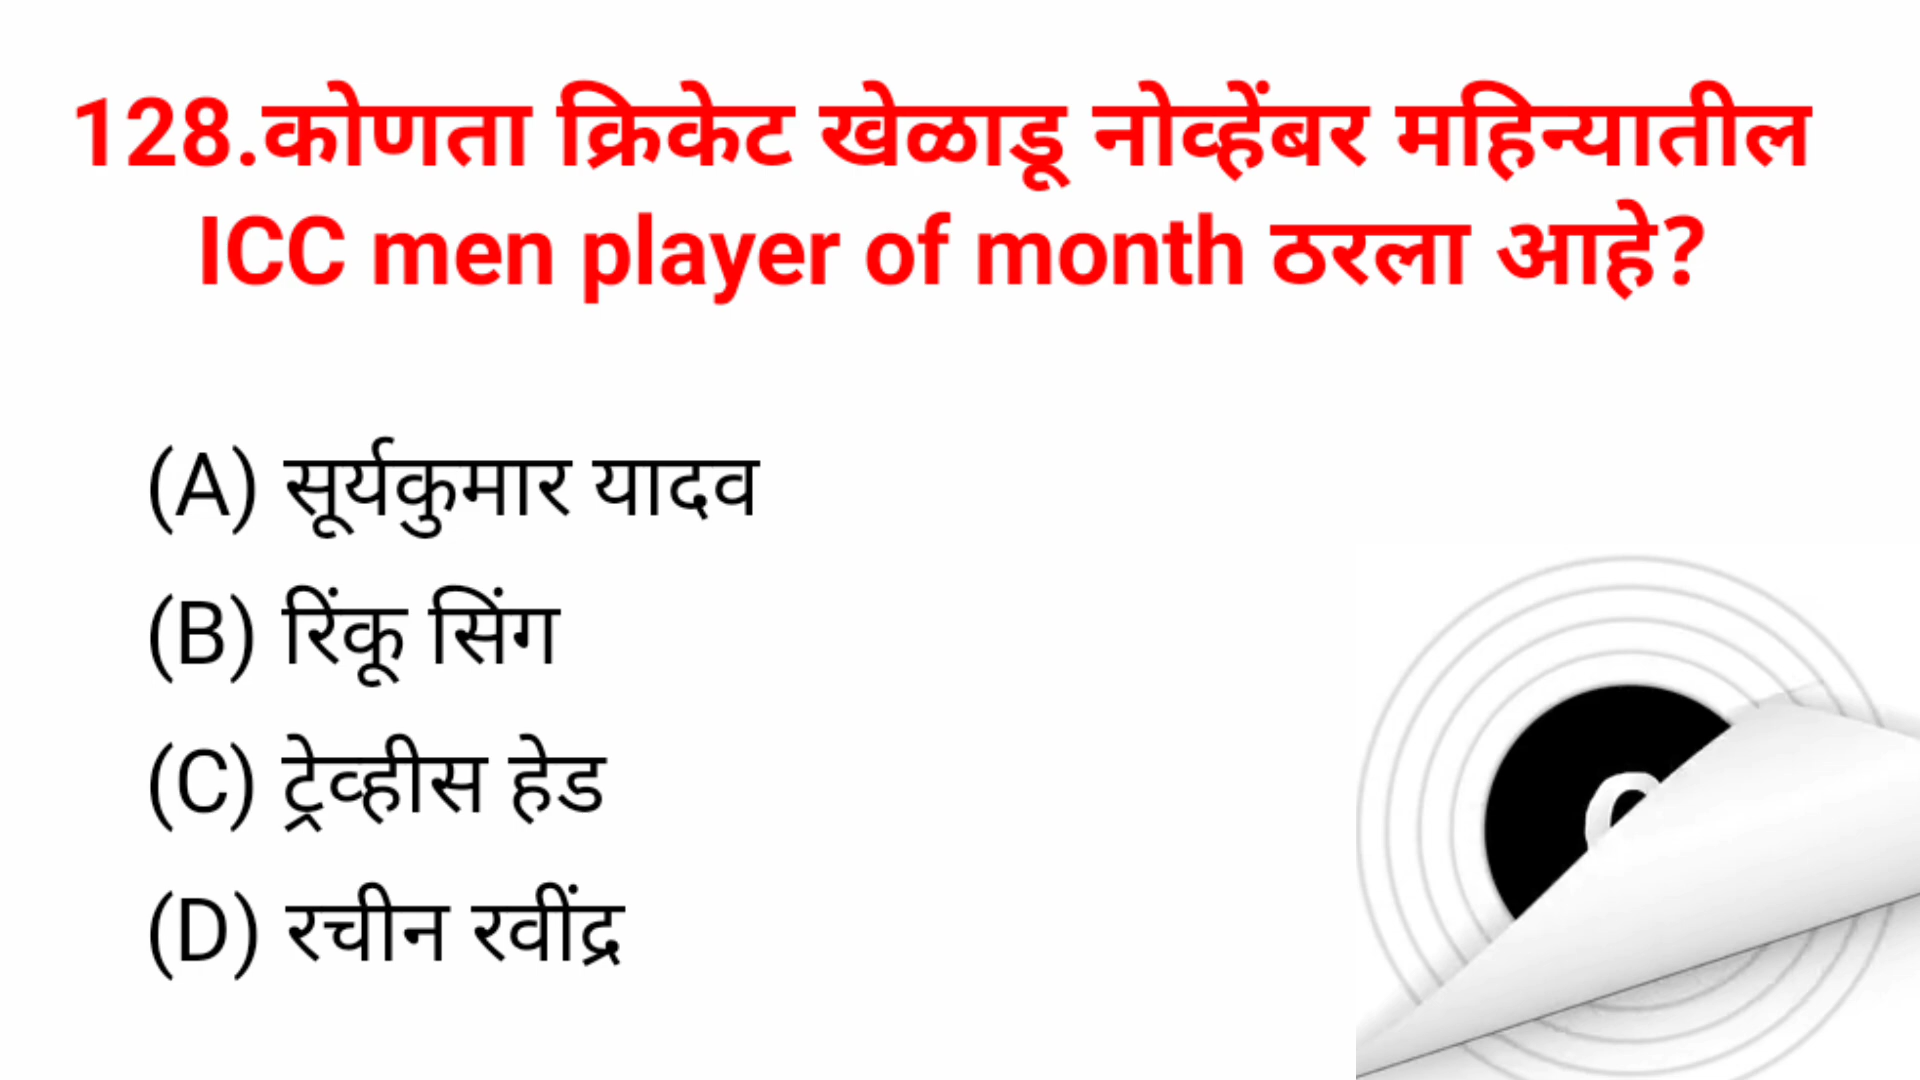 128.कोणता क्रिकेट खेळाडू नोव्हेंबर महिन्यातील
ICC men player of month ठरला आहे?
(A) सूर्यकुमार यादव
(B) रिंकू सिंग
(C) ट्रेव्हीस हेड
(D) रचीन रवींद्र